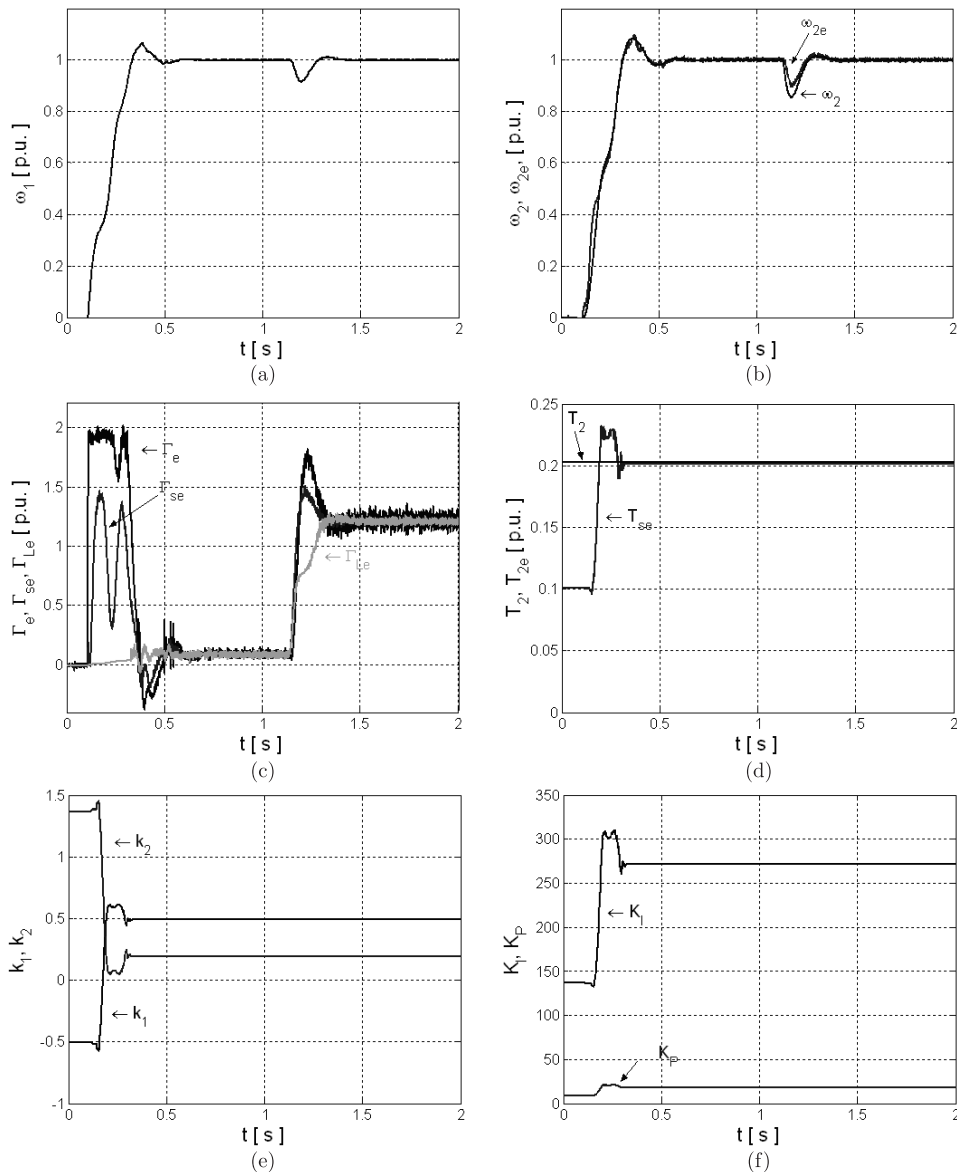 ω1 [ p.u. ]
1
0.8
0.6
0.4
0.2
0
0 0.5 1 1.5 2
t [ s ]
(a)
ω2, ω2e, [ p.u. ]
1
0.8
0.6
0.4
0.2
0
ω2e
← ω2
0 0.5 1 1.5 2
t [ s ]
(b)
Γe, Γse, ΓLe [ p.u. ]
2
1.5
1
0.5
0
← Γe
Γse
← ΓLe
0 0.5 1 1.5 2
t [ s ]
(c)
T2, T2e [ p.u. ]
0.25
0.2
0.15
0.1
0.05
0
T2
← Tse
0 0.5 1 1.5 2
t [ s ]
(d)
k1, k2
1.5
1
0.5
0
-0.5
-1
← k2
← k1
0 0.5 1 1.5 2
t [ s ]
(e)
KI, KP
350
300
250
200
150
100
50
0
← KI
KP
0 0.5 1 1.5 2
t [ s ]
(f)